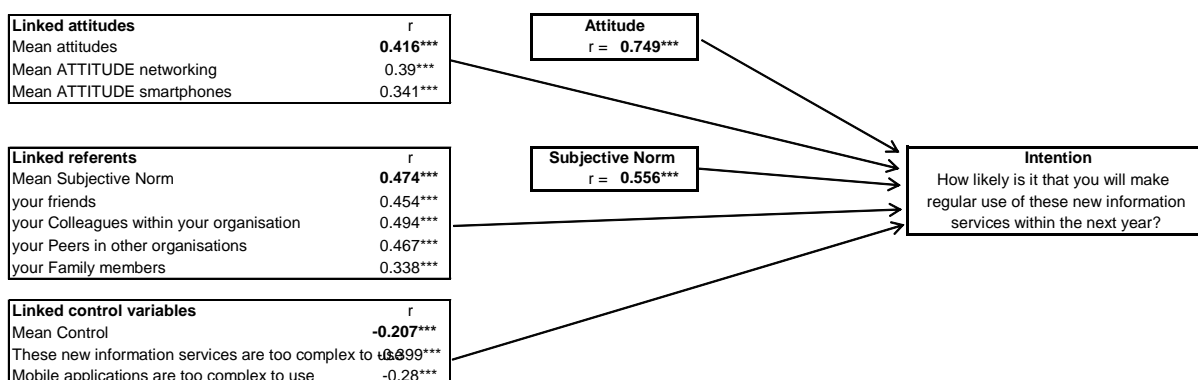 Linked attitudes r
Mean attitudes 0.416***
Mean ATTITUDE networking 0.39***
Mean ATTITUDE smartphones 0.341***
Attitude
r = 0.749***
Linked referents r
Mean Subjective Norm 0.474***
your friends 0.454***
your Colleagues within your organisation 0.494***
your Peers in other organisations 0.467***
your Family members 0.338***
Subjective Norm
r = 0.556***
Intention
How likely is it that you will make
regular use of these new information
services within the next year?
Linked control variables r
Mean Control -0.207***
These new information services are too complex to use -0.399***
Mobile applications are too complex to use -0.28***